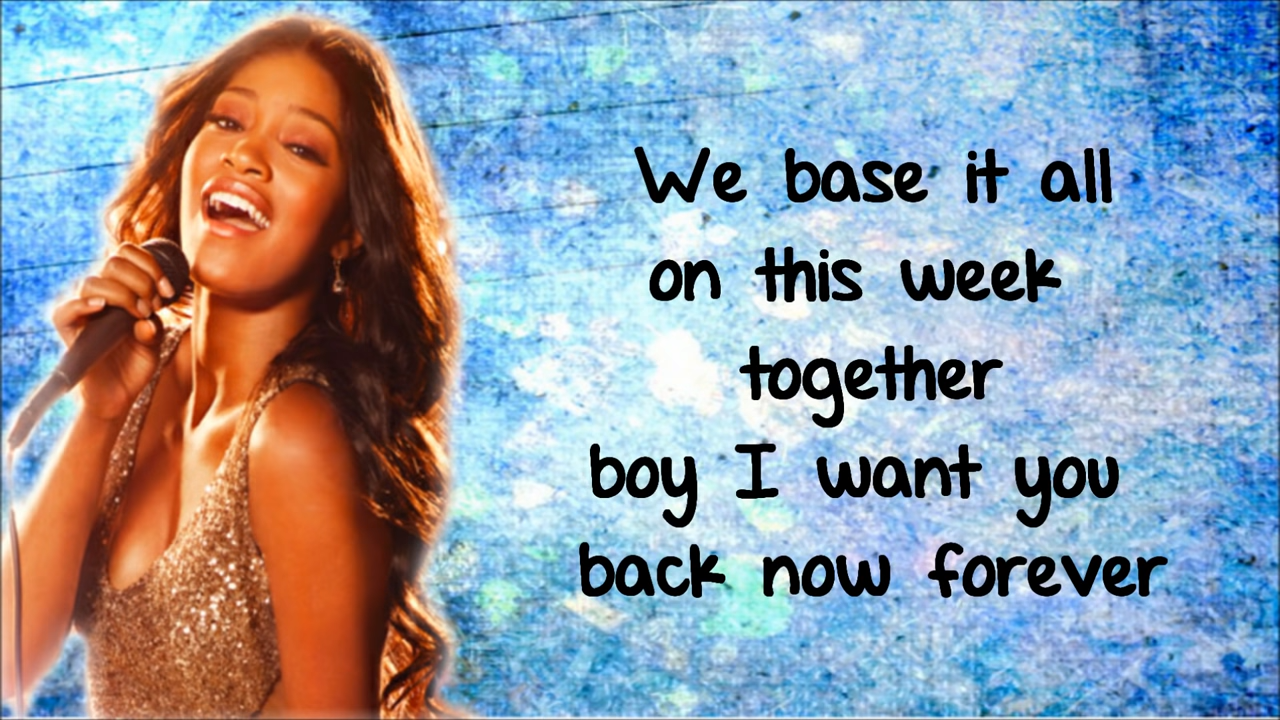 We base it all
on this week
together
boy I want you
back now forever